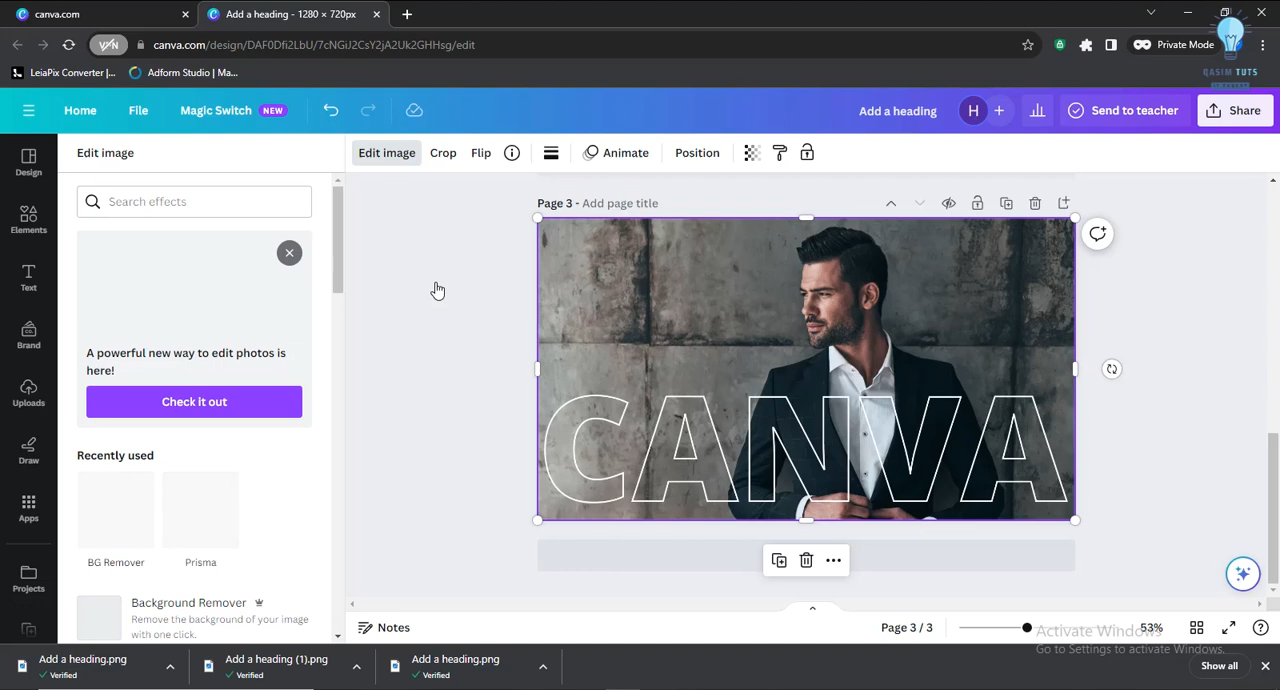 canva.com
Add a heading - 1280 × 720px
VPN
canva.com/design/DAF0Dfi2LbU/7cNGiJ2CsY2jA2Uk2GHHsg/edit
Private Mode
LeiaPix Converter |...
Adform Studio | Ma...
QASIM TUTS
Home
File
Magic Switch NEW
Add a heading
H
Send to teacher
Share
Design
Elements
Text
Brand
Uploads
Draw
Apps
Projects
Edit image
Search effects
A powerful new way to edit photos is
here!
Check it out
Recently used
BG Remover
Prisma
Background Remover
Remove the background of your image
with one click.
Edit image
Crop
Flip
Animate
Position
Page 3 - Add page title
CANVA
Notes
Page 3 / 3
53%
Activate Windows
Go to Settings to activate Windows.
Add a heading.png
Verified
Add a heading (1).png
Verified
Add a heading.png
Verified
Show all